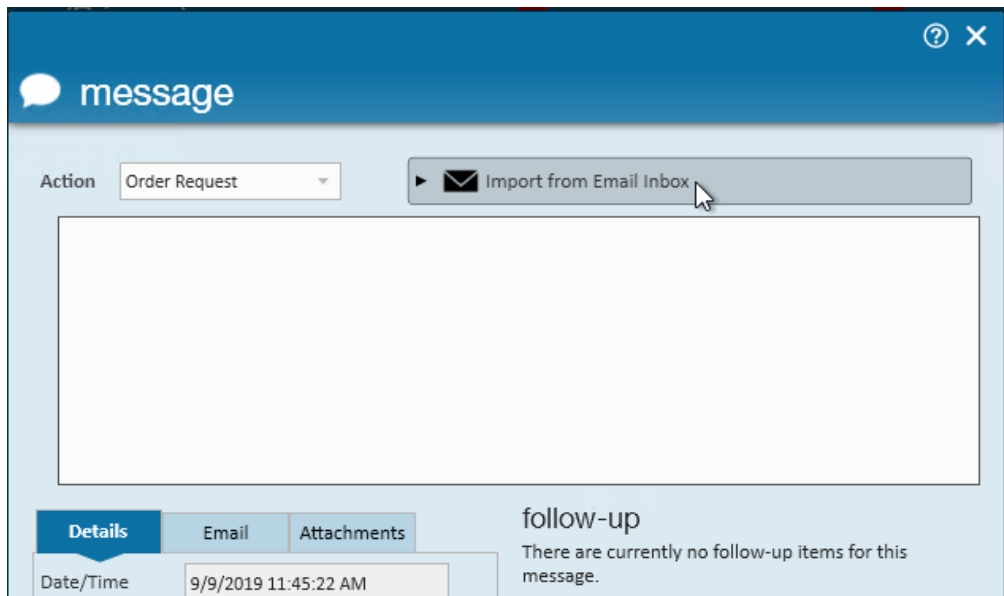 message
Action Order Request Import from Email Inbox
Details Email Attachments
follow-up
There are currently no follow-up items for this
message.
Date/Time 9/9/2019 11:45:22 AM